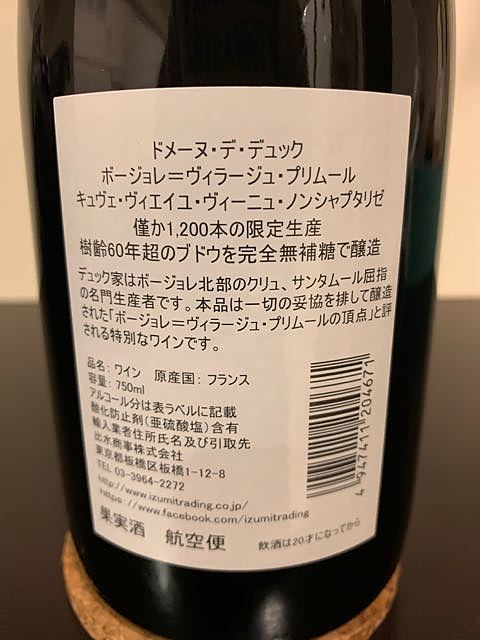 ドメーヌ・デ・デュック
ボージョレ＝ヴィラージュ・プリムール
キュヴェ・ヴィエイユ・ヴィーニュ・ノンシャプタリゼ
僅か1,200本の限定生産
樹齢60年超のブドウを完全無補糖で醸造
デュック家はボージョレ北部のクリュ、サンタムール屈指
の名門生産者です。本品は一切の妥協を排して醸造
された「ボージョレ＝ヴィラージュ・プリムールの頂点」と評
される特別なワインです。
品名: ワイン 原産国: フランス
容量: 750ml
アルコール分は表ラベルに記載
酸化防止剤（亜硫酸塩）含有
輸入業者住所氏名及び引取先
出水商事株式会社
東京都板橋区板橋1-12-8
TEL 03-3964-2272
http://www.izumitrading.co.jp/
https://www.facebook.com/izumitrading
果実酒 航空便 飲酒は20才になってから
4 947411 204671